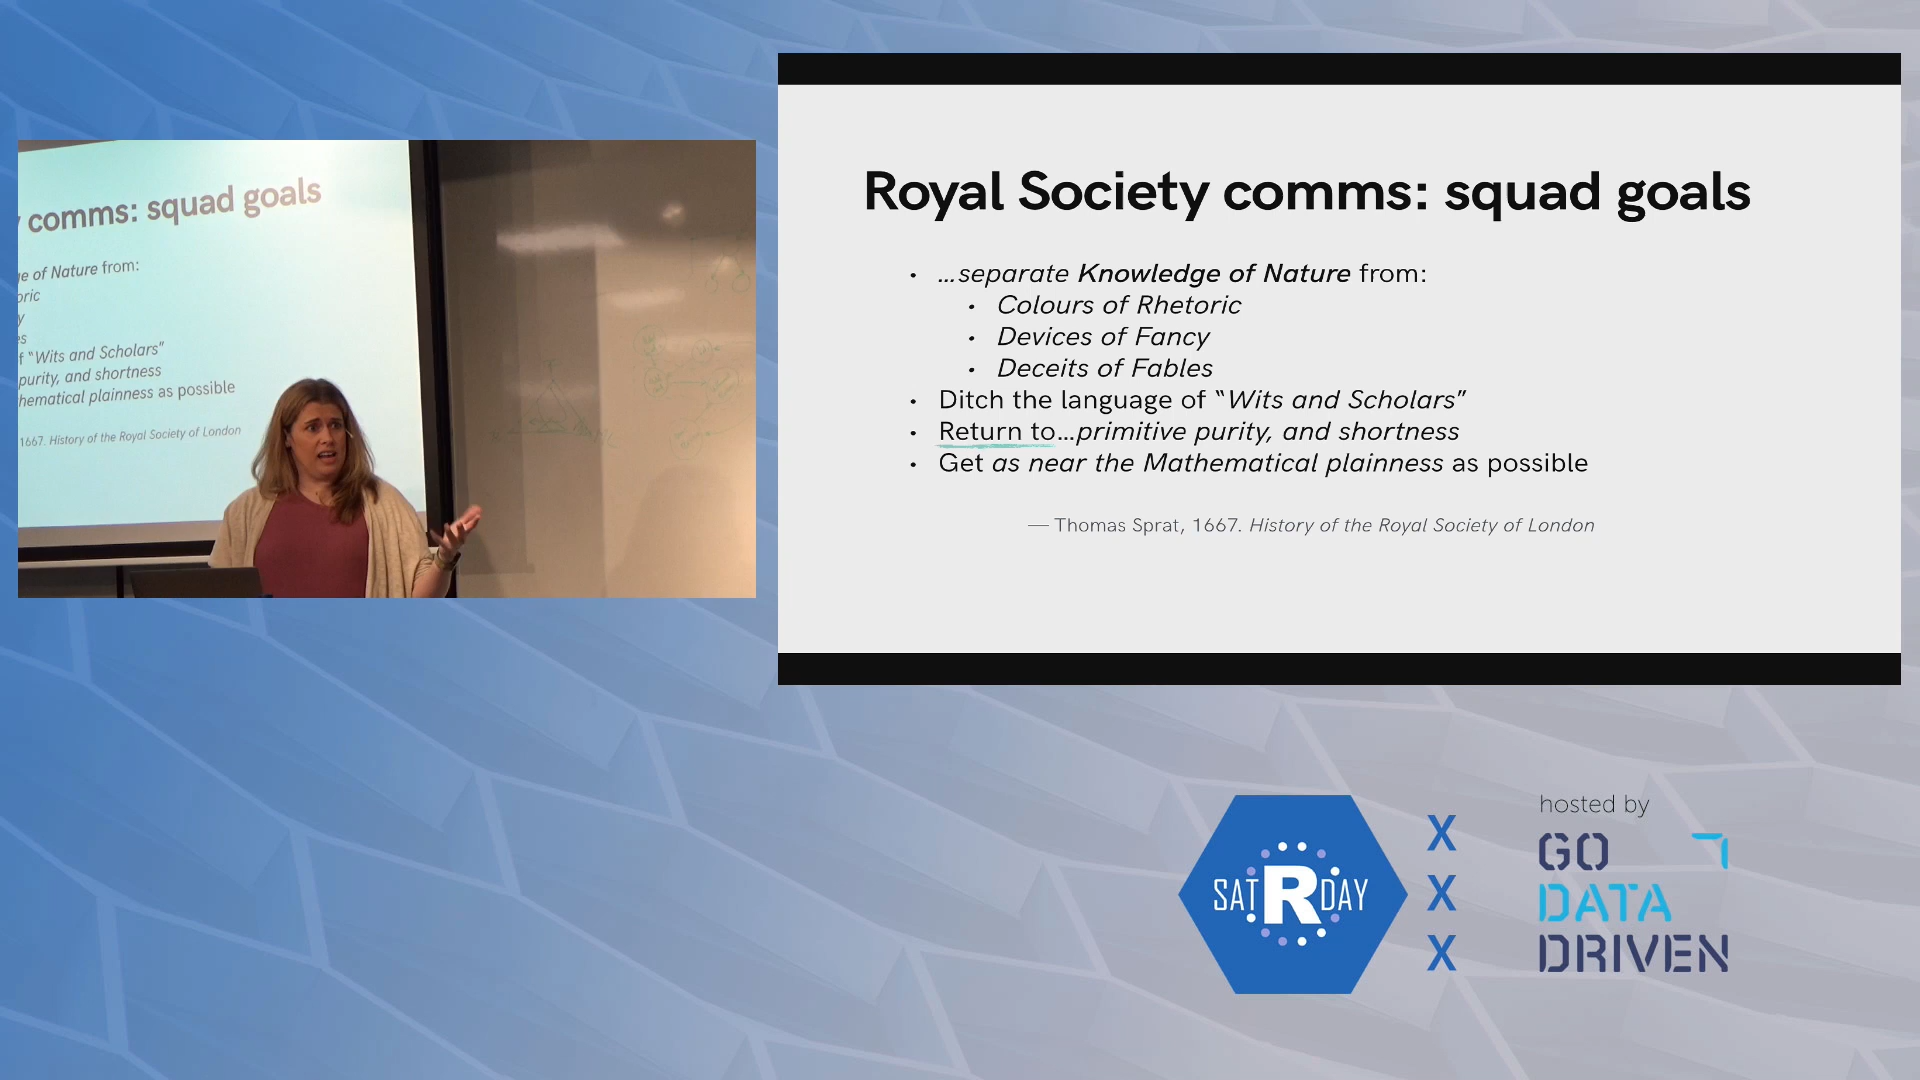 y comms: squad goals
ge of Nature from:
oric
y
es
f “Wits and Scholars”
purity, and shortness
hematical plainness as possible
1667. History of the Royal Society of London
Royal Society comms: squad goals
• …separate Knowledge of Nature from:
• Colours of Rhetoric
• Devices of Fancy
• Deceits of Fables
• Ditch the language of “Wits and Scholars”
• Return to…primitive purity, and shortness
• Get as near the Mathematical plainness as possible
— Thomas Sprat, 1667. History of the Royal Society of London
SATRDAY
X
X
X
hosted by
GO
DATA
DRIVEN